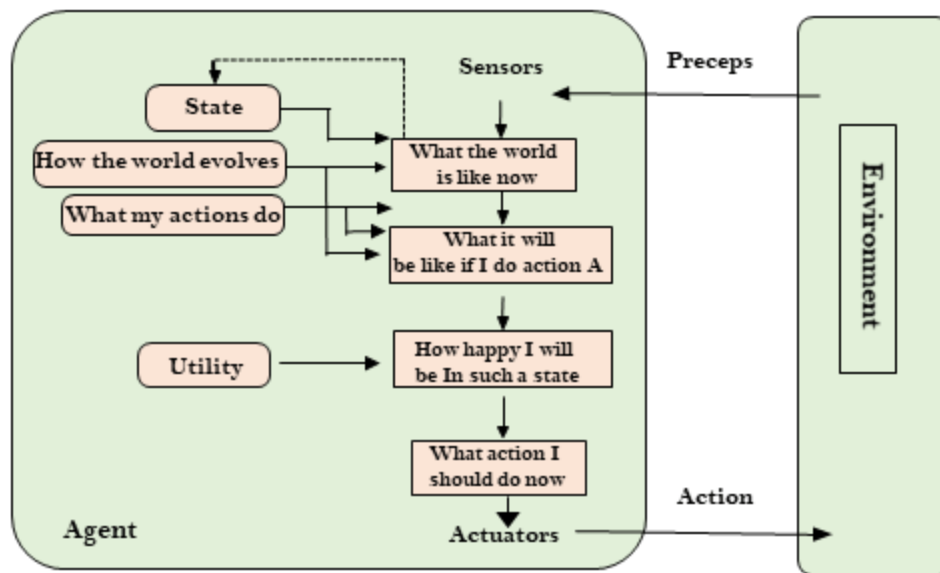 Sensors
Preceps
State
How the world evolves
What my actions do
What the world
is like now
What it will
be like if I do action A
Utility
How happy I will
be In such a state
What action I
should do now
Agent
Actuators
Action
Environment